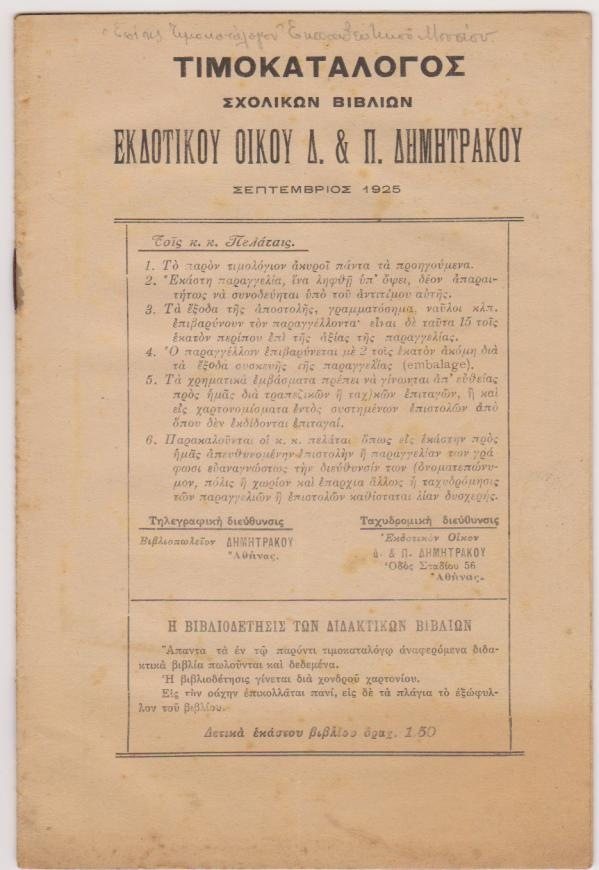 Τιμοκατάλογον Εκπαιδευτικού Μουσείου.
ΤΙΜΟΚΑΤΑΛΟΓΟΣ
ΣΧΟΛΙΚΩΝ ΒΙΒΛΙΩΝ
ΕΚΔΟΤΙΚΟΥ ΟΙΚΟΥ Δ. & Π. ΔΗΜΗΤΡΑΚΟΥ
ΣΕΠΤΕΜΒΡΙΟΣ 1925
Τοῖς κ. κ. Πελάταις.
1. Τὸ παρὸν τιμολόγιον ἀκυροῖ πάντα τὰ προηγούμενα.
2. Ἑκάστη παραγγελία, ἵνα ληφθῇ ὑπ' ὄψει, δέον ἀπαραι-
τήτως νὰ συνοδεύηται ὑπὸ τοῦ ἀντιτίμου αὐτῆς.
3. Τὰ ἔξοδα τῆς ἀποστολῆς, γραμματόσημα, ναῦλοι κλπ.
ἐπιβαρύνουν τὸν παραγγέλλοντα· εἶναι δὲ ταῦτα 15 τοῖς
ἑκατὸν περίπου ἐπὶ τῆς ἀξίας τῆς παραγγελίας.
4. Ὁ παραγγέλλων ἐπιβαρύνεται μὲ 2 τοῖς ἑκατὸν ἀκόμη διὰ
τὰ ἔξοδα συσκευῆς τῆς παραγγελίας (embalage).
5. Τὰ χρηματικὰ ἐμβάσματα πρέπει νὰ γίνωνται ἀπ' εὐθείας
πρὸς ἡμᾶς διὰ τραπεζικῶν ἢ ταχ)κῶν ἐπιταγῶν, ἢ καὶ
εἰς χαρτονομίσματα ἐντὸς συστημένων ἐπιστολῶν ἀπὸ
ὅπου δὲν ἐκδίδονται ἐπιταγαί.
6. Παρακαλοῦνται οἱ κ. κ. πελάται ὅπως εἰς ἑκάστην πρὸς
ἡμᾶς ἀπευθυνομένην ἐπιστολὴν ἢ παραγγελίαν των γρά
φωσι εὐαναγνώστως τὴν διεύθυνσίν των (ὀνοματεπώνυ-
μον, πόλις ἢ χωρίον καὶ ἐπαρχία ἄλλως ἡ ταχυδρόμησις
τῶν παραγγελιῶν ἢ ἐπιστολῶν καθίσταται λίαν δυσχερής.
Τηλεγραφικὴ διεύθυνσις
Βιβλιοπωλεῖον ΔΗΜΗΤΡΑΚΟΥ
Ἀθήνας.
Ταχυδρομικὴ διεύθυνσις
Ἐκδοτικὸν Οἶκον
Δ. & Π. ΔΗΜΗΤΡΑΚΟΥ
Ὁδὸς Σταδίου 56
Ἀθήνας.
Η ΒΙΒΛΙΟΔΕΤΗΣΙΣ ΤΩΝ ΔΙΔΑΚΤΙΚΩΝ ΒΙΒΛΙΩΝ
Ἅπαντα τὰ ἐν τῷ παρόντι τιμοκαταλόγῳ ἀναφερόμενα διδα-
κτικὰ βιβλία πωλοῦνται καὶ δεδεμένα.
Ἡ βιβλιοδέτησις γίνεται διὰ χονδροῦ χαρτονίου.
Εἰς τὴν ράχην ἐπικολλᾶται πανί, εἰς δὲ τὰ πλάγια τὸ ἐξώφυλ-
λον τοῦ βιβλίου.
Δετικὰ ἑκάστου βιβλίου δραχ. 1.50